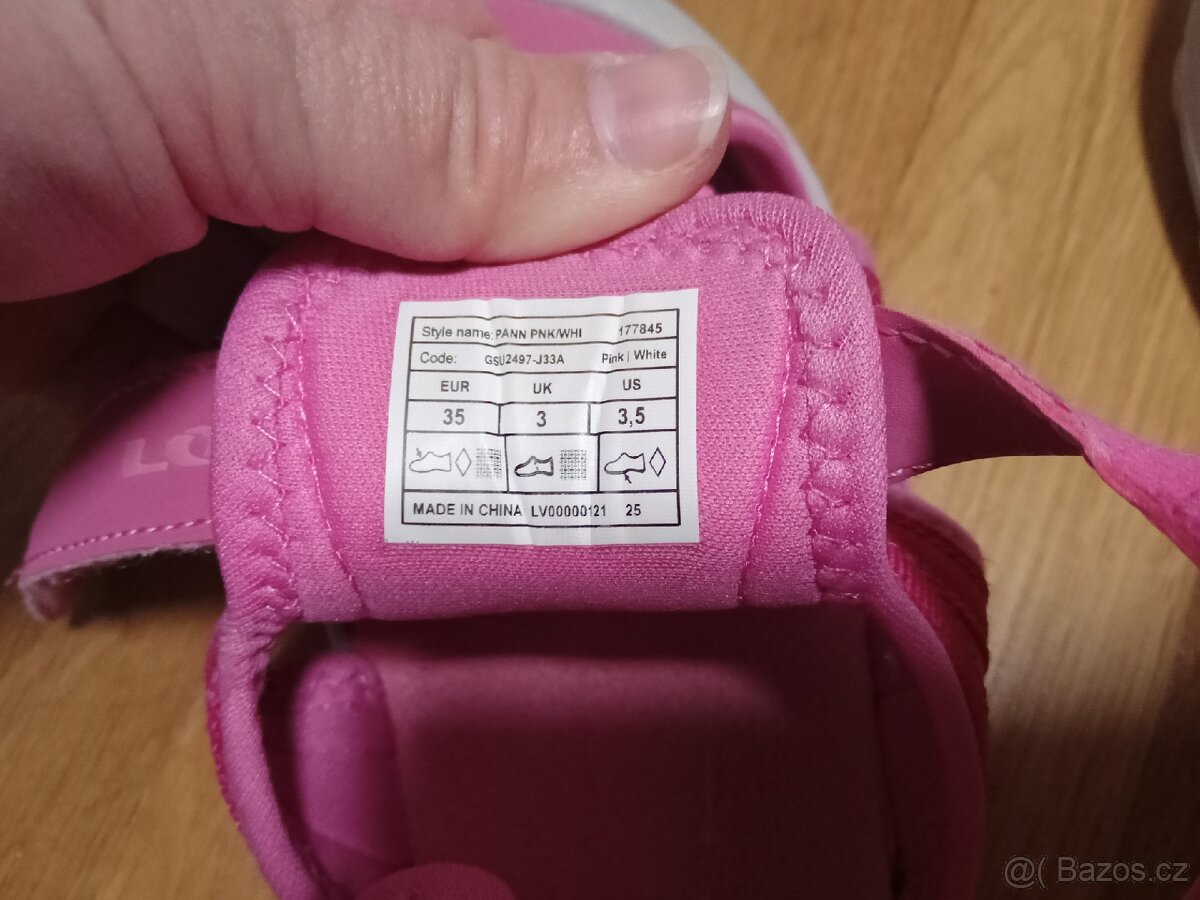 Style name: PANN PNK/WHI 177845
Code: GSU2497-J33A Pink | White
EUR UK US
35 3 3,5
MADE IN CHINA LV00000121 25
LO
@( Bazos.cz